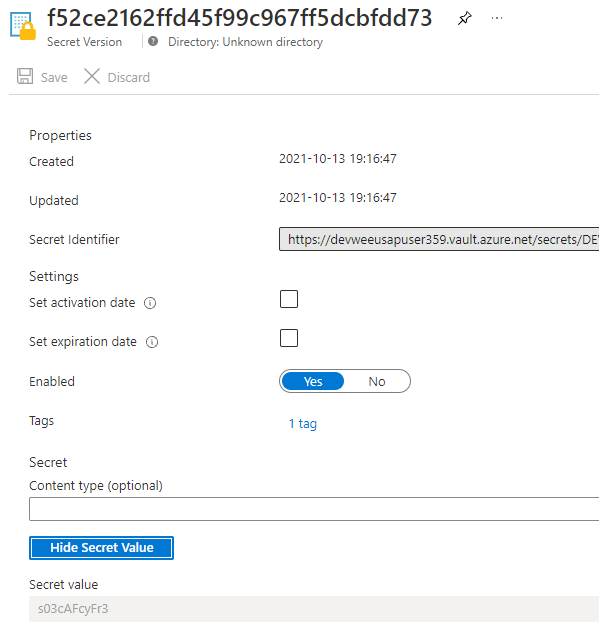 f52ce2162ffd45f99c967ff5dcbfdd73
Secret Version
Directory: Unknown directory
Save Discard
Properties
Created 2021-10-13 19:16:47
Updated 2021-10-13 19:16:47
Secret Identifier https://devweeusapuser359.vault.azure.net/secrets/DE
Settings
Set activation date
Set expiration date
Enabled Yes No
Tags 1 tag
Secret
Content type (optional)
Hide Secret Value
Secret value
s03cAFcyFr3